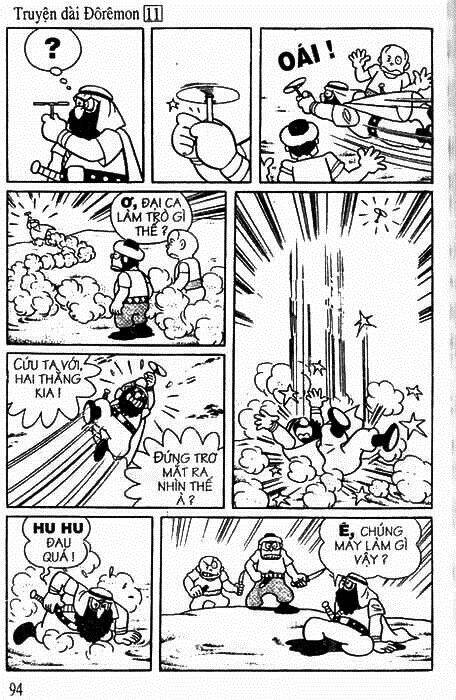 Truyện dài Đôrêmon 11
?
OÁI !
Ơ, ĐẠI CA
LÀM TRÒ GÌ
THẾ ?
CỨU TA VỚI,
HAI THẰNG
KIA !
ĐỨNG TRƠ
MẮT RA
NHÌN THẾ
À ?
HU HU
ĐAU
QUÁ !
Ê, CHÚNG
MÀY LÀM GÌ
VẬY ?
94